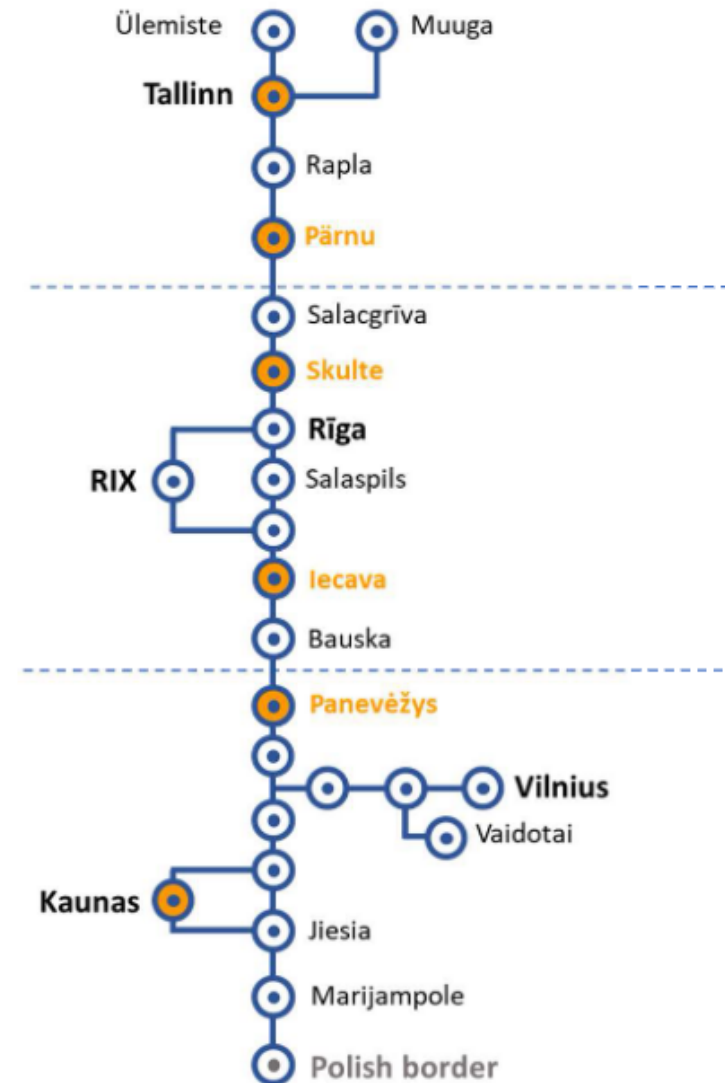 Ülemiste
Muuga
Tallinn
Rapla
Pärnu
Salacgrīva
Skulte
Rīga
RIX
Salaspils
Iecava
Bauska
Panevėžys
Vilnius
Vaidotai
Kaunas
Jiesia
Marijampole
Polish border